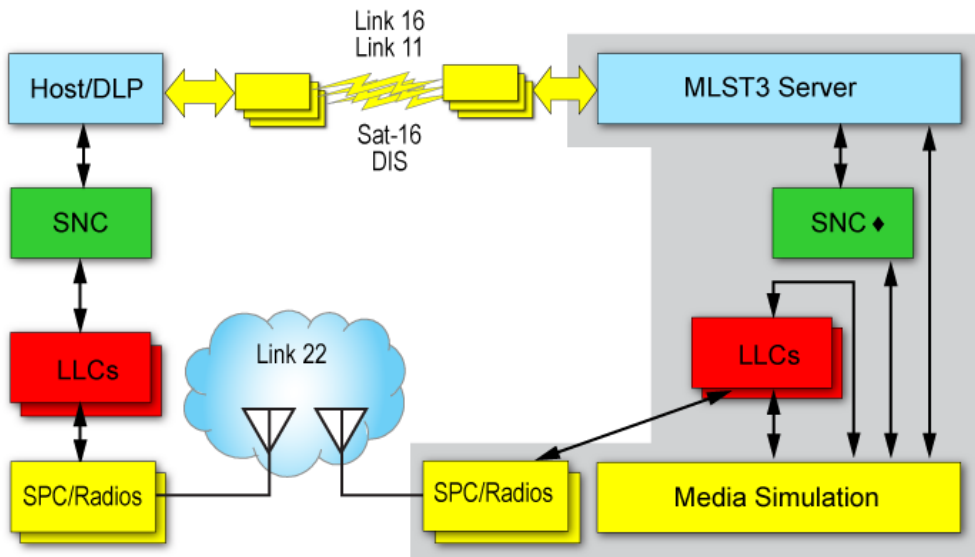 Link 16
Link 11
Host/DLP
MLST3 Server
Sat-16
DIS
SNC
SNC ♦
LLCs
Link 22
LLCs
SPC/Radios
SPC/Radios
Media Simulation